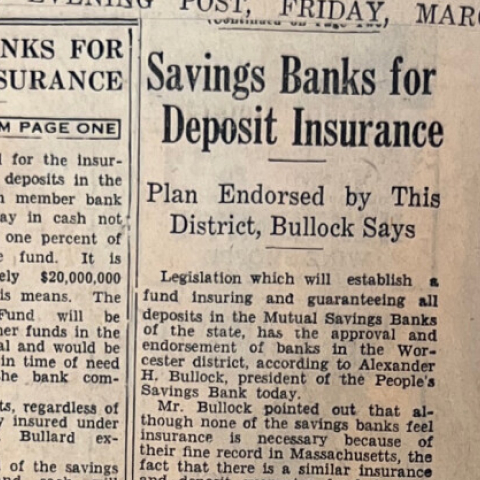 EVENING POST, FRIDAY, MAR
NKS FOR
SURANCE
M PAGE ONE]
l for the insur-
deposits in the
n member bank
ay in cash not
one percent of
e fund. It is
ely $20,000,000
is means. The
Fund will be
her funds in the
al and would be
in time of need
he bank com-
ts, regardless of
y insured under
Bullard ex-
of the savings
(Continued on Page
Savings Banks for
Deposit Insurance
Plan Endorsed by This
District, Bullock Says
Legislation which will establish a
fund insuring and guaranteeing all
deposits in the Mutual Savings Banks
of the state, has the approval and
endorsement of banks in the Wor-
cester district, according to Alexander
H. Bullock, president of the People's
Savings Bank today.
Mr. Bullock pointed out that al-
though none of the savings banks feel
insurance is necessary because of
their fine record in Massachusetts, the
fact that there is a similar insurance